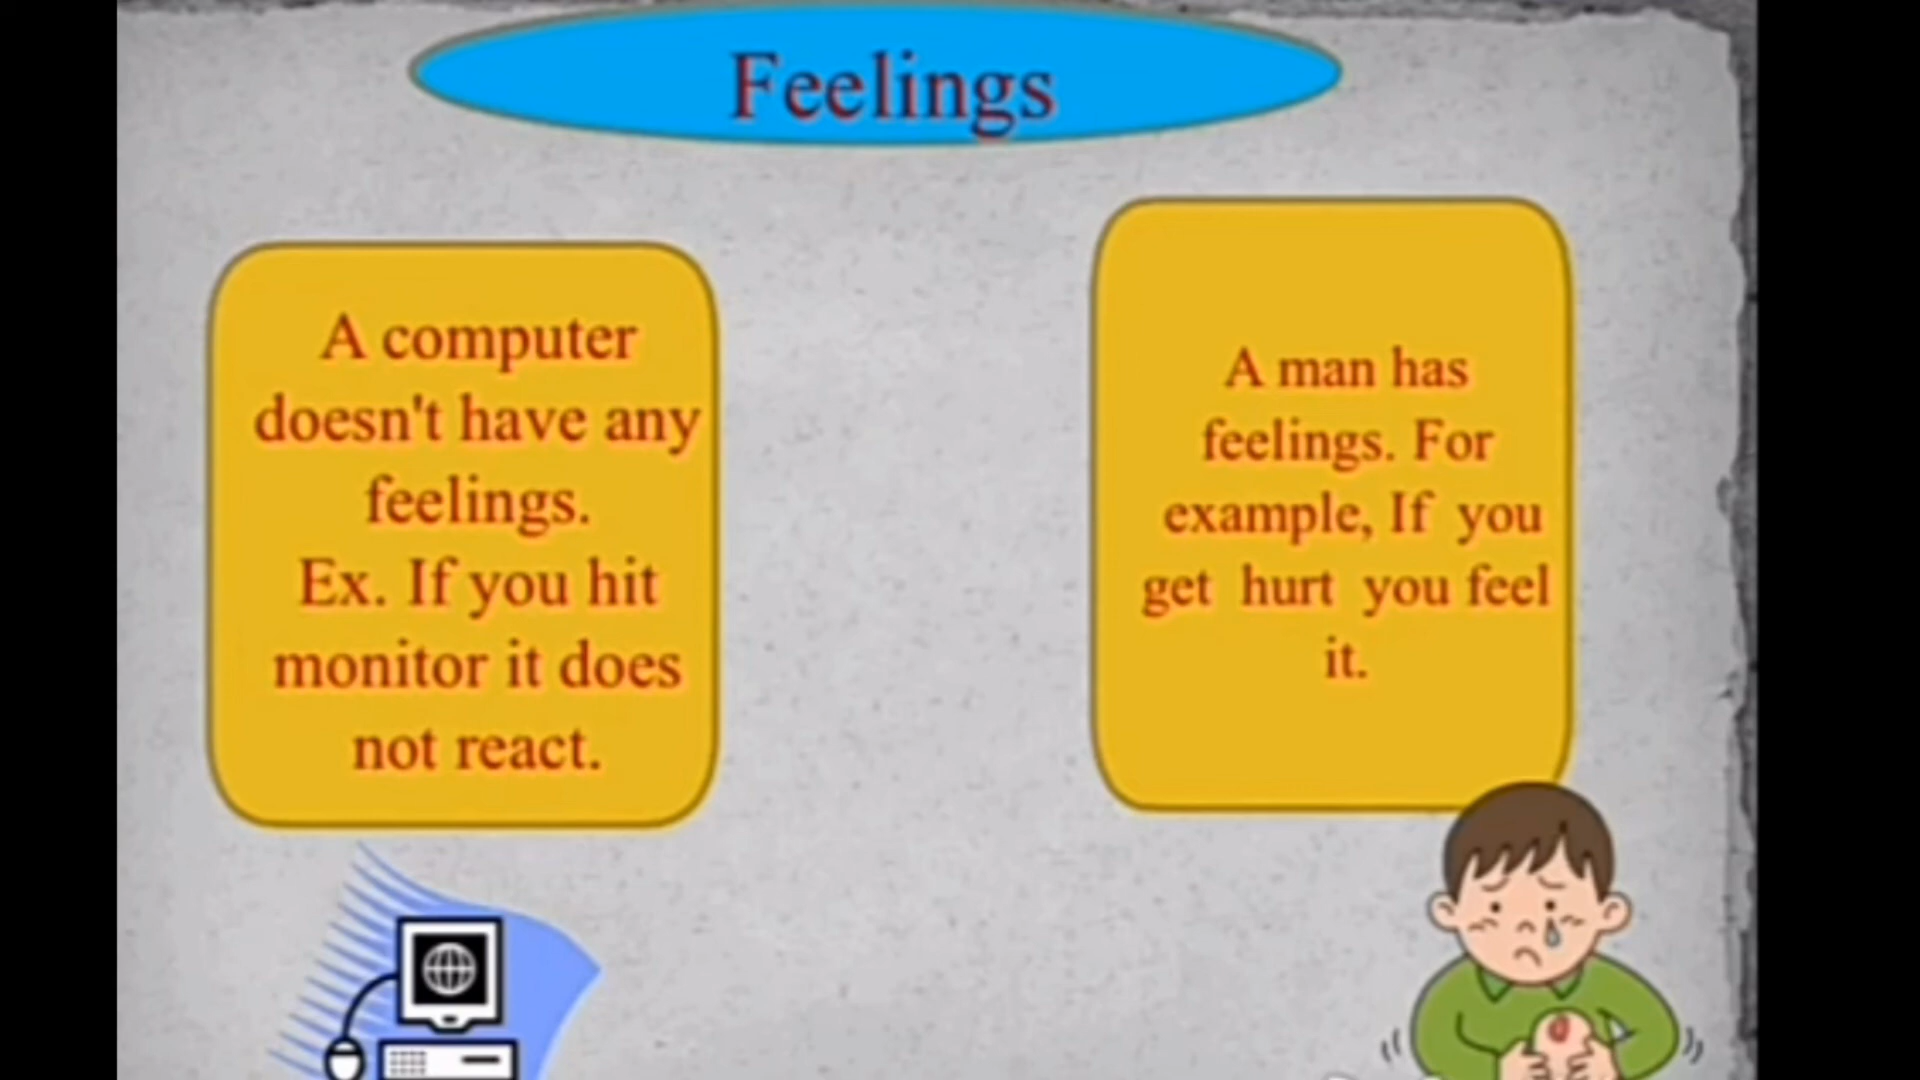 Feelings
A computer
doesn't have any
feelings.
Ex. If you hit
monitor it does
not react.
A man has
feelings. For
example, If you
get hurt you feel
it.